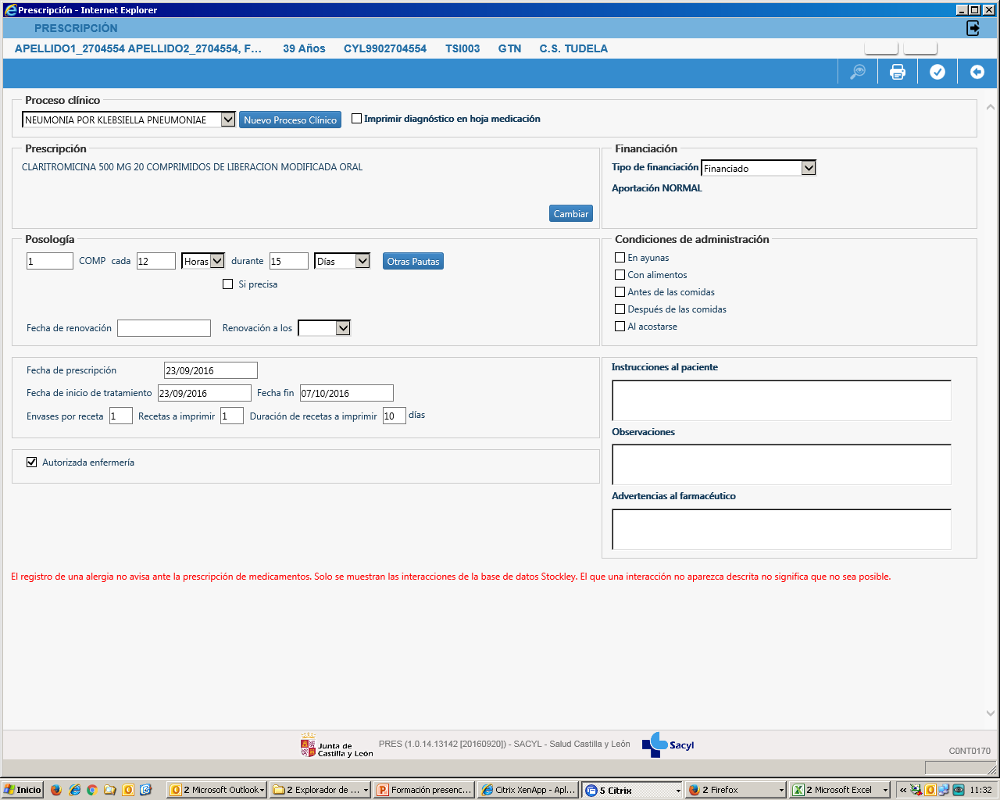 Prescripción - Internet Explorer
PRESCRIPCIÓN
APELLIDO1_2704554 APELLIDO2_2704554, F... 39 Años CYL9902704554 TSI003 GTN C.S. TUDELA
Proceso clínico
NEUMONIA POR KLEBSIELLA PNEUMONIAE Nuevo Proceso Clínico Imprimir diagnóstico en hoja medicación
Prescripción
CLARITROMICINA 500 MG 20 COMPRIMIDOS DE LIBERACION MODIFICADA ORAL
Cambiar
Financiación
Tipo de financiación Financiado
Aportación NORMAL
Posología
1 COMP cada 12 Horas durante 15 Días Otras Pautas
Si precisa
Fecha de renovación Renovación a los
Condiciones de administración
En ayunas
Con alimentos
Antes de las comidas
Después de las comidas
Al acostarse
Fecha de prescripción 23/09/2016
Fecha de inicio de tratamiento 23/09/2016 Fecha fin 07/10/2016
Envases por receta 1 Recetas a imprimir 1 Duración de recetas a imprimir 10 días
Autorizada enfermería
Instrucciones al paciente
Observaciones
Advertencias al farmacéutico
El registro de una alergia no avisa ante la prescripción de medicamentos. Solo se muestran las interacciones de la base de datos Stockley. El que una interacción no aparezca descrita no significa que no sea posible.
Junta de
Castilla y León
PRES (1.0.14.13142 [20160920]) - SACYL - Salud Castilla y León
Sacyl
C0NT0170
Inicio 2 Microsoft Outlook 2 Explorador de ... Formación presenc... Citrix XenApp - Apl... 5 Citrix 2 Firefox 2 Microsoft Excel « 11:32